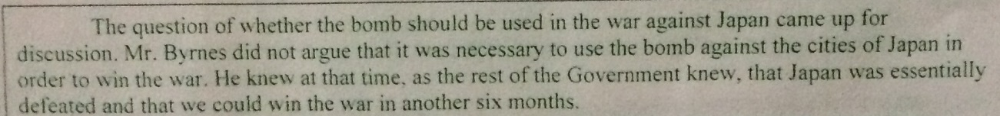 The question of whether the bomb should be used in the war against Japan came up for
discussion. Mr. Byrnes did not argue that it was necessary to use the bomb against the cities of Japan in
order to win the war. He knew at that time, as the rest of the Government knew, that Japan was essentially
defeated and that we could win the war in another six months.